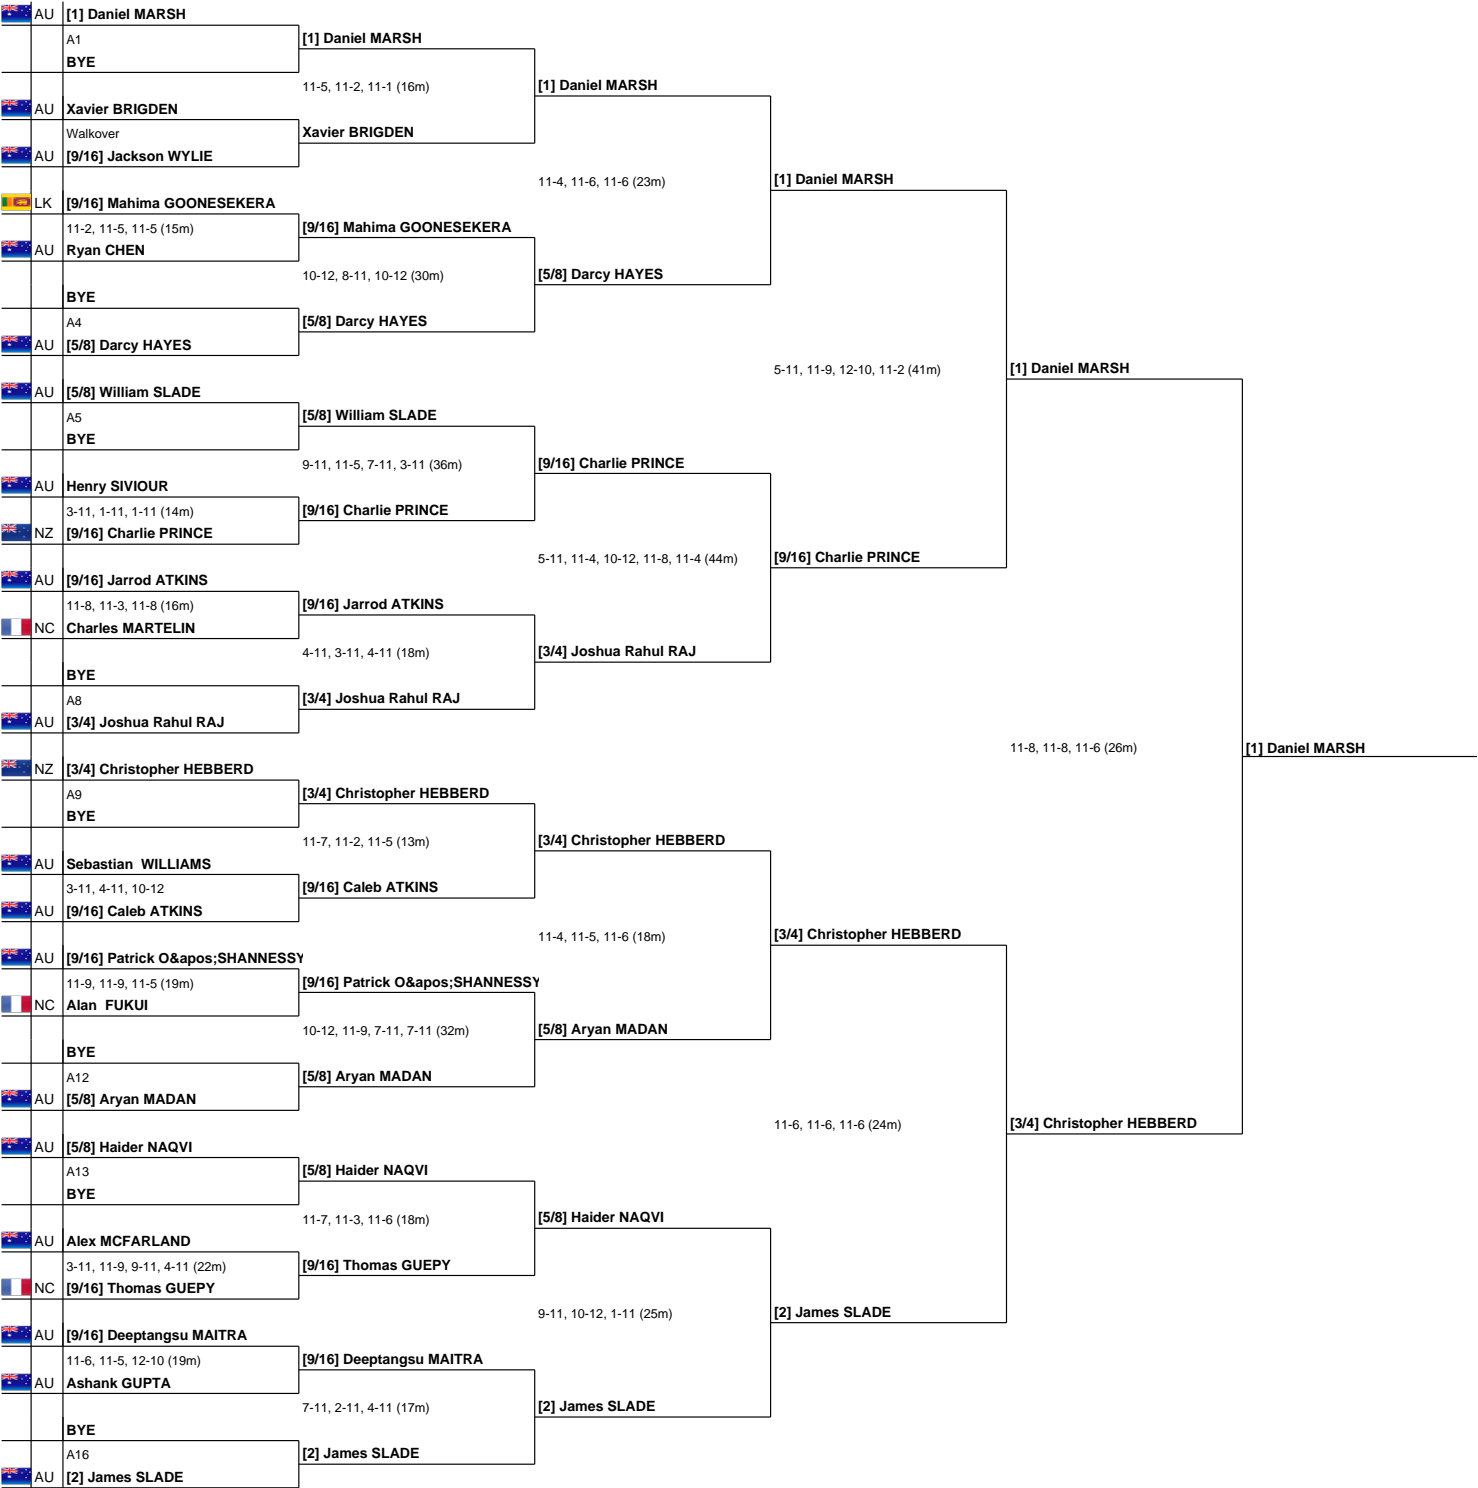 AU [1] Daniel MARSH
A1
[1] Daniel MARSH
BYE
11-5, 11-2, 11-1 (16m)
[1] Daniel MARSH
AU Xavier BRIGDEN
Walkover
Xavier BRIGDEN
AU [9/16] Jackson WYLIE
11-4, 11-6, 11-6 (23m)
[1] Daniel MARSH
LK [9/16] Mahima GOONESEKERA
11-2, 11-5, 11-5 (15m)
[9/16] Mahima GOONESEKERA
AU Ryan CHEN
10-12, 8-11, 10-12 (30m)
[5/8] Darcy HAYES
BYE
A4
[5/8] Darcy HAYES
AU [5/8] Darcy HAYES
5-11, 11-9, 12-10, 11-2 (41m)
[1] Daniel MARSH
AU [5/8] William SLADE
A5
[5/8] William SLADE
BYE
9-11, 11-5, 7-11, 3-11 (36m)
[9/16] Charlie PRINCE
AU Henry SIVIOUR
3-11, 1-11, 1-11 (14m)
[9/16] Charlie PRINCE
NZ [9/16] Charlie PRINCE
5-11, 11-4, 10-12, 11-8, 11-4 (44m)
[9/16] Charlie PRINCE
AU [9/16] Jarrod ATKINS
11-8, 11-3, 11-8 (16m)
[9/16] Jarrod ATKINS
NC Charles MARTELIN
4-11, 3-11, 4-11 (18m)
[3/4] Joshua Rahul RAJ
BYE
A8
[3/4] Joshua Rahul RAJ
AU [3/4] Joshua Rahul RAJ
11-8, 11-8, 11-6 (26m)
[1] Daniel MARSH
NZ [3/4] Christopher HEBBERD
A9
[3/4] Christopher HEBBERD
BYE
11-7, 11-2, 11-5 (13m)
[3/4] Christopher HEBBERD
AU Sebastian  WILLIAMS
3-11, 4-11, 10-12
[9/16] Caleb ATKINS
AU [9/16] Caleb ATKINS
11-4, 11-5, 11-6 (18m)
[3/4] Christopher HEBBERD
AU [9/16] Patrick O&apos;SHANNESSY
11-9, 11-9, 11-5 (19m)
[9/16] Patrick O&apos;SHANNESSY
NC Alan  FUKUI
10-12, 11-9, 7-11, 7-11 (32m)
[5/8] Aryan MADAN
BYE
A12
[5/8] Aryan MADAN
AU [5/8] Aryan MADAN
11-6, 11-6, 11-6 (24m)
[3/4] Christopher HEBBERD
AU [5/8] Haider NAQVI
A13
[5/8] Haider NAQVI
BYE
11-7, 11-3, 11-6 (18m)
[5/8] Haider NAQVI
AU Alex MCFARLAND
3-11, 11-9, 9-11, 4-11 (22m)
[9/16] Thomas GUEPY
NC [9/16] Thomas GUEPY
9-11, 10-12, 1-11 (25m)
[2] James SLADE
AU [9/16] Deeptangsu MAITRA
11-6, 11-5, 12-10 (19m)
[9/16] Deeptangsu MAITRA
AU Ashank GUPTA
7-11, 2-11, 4-11 (17m)
[2] James SLADE
BYE
A16
[2] James SLADE
AU [2] James SLADE